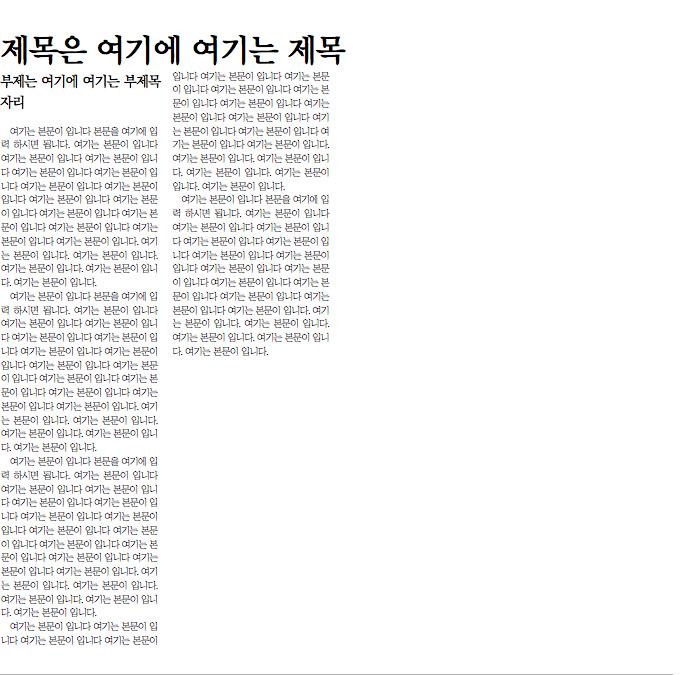 제목은 여기에 여기는 제목
부제는 여기에 여기는 부제목
자리
여기는 본문이 입니다 본문을 여기에 입
력 하시면 됩니다. 여기는 본문이 입니다
여기는 본문이 입니다 여기는 본문이 입니
다 여기는 본문이 입니다 여기는 본문이 입
니다 여기는 본문이 입니다 여기는 본문이
입니다 여기는 본문이 입니다 여기는 본문
이 입니다 여기는 본문이 입니다 여기는 본
문이 입니다 여기는 본문이 입니다 여기는
본문이 입니다 여기는 본문이 입니다. 여기
는 본문이 입니다. 여기는 본문이 입니다.
여기는 본문이 입니다. 여기는 본문이 입니
다. 여기는 본문이 입니다.
여기는 본문이 입니다 본문을 여기에 입
력 하시면 됩니다. 여기는 본문이 입니다
여기는 본문이 입니다 여기는 본문이 입니
다 여기는 본문이 입니다 여기는 본문이 입
니다 여기는 본문이 입니다 여기는 본문이
입니다 여기는 본문이 입니다 여기는 본문
이 입니다 여기는 본문이 입니다 여기는 본
문이 입니다 여기는 본문이 입니다 여기는
본문이 입니다 여기는 본문이 입니다. 여기
는 본문이 입니다. 여기는 본문이 입니다.
여기는 본문이 입니다. 여기는 본문이 입니
다. 여기는 본문이 입니다.
여기는 본문이 입니다 본문을 여기에 입
력 하시면 됩니다. 여기는 본문이 입니다
여기는 본문이 입니다 여기는 본문이 입니
다 여기는 본문이 입니다 여기는 본문이 입
니다 여기는 본문이 입니다 여기는 본문이
입니다 여기는 본문이 입니다 여기는 본문
이 입니다 여기는 본문이 입니다 여기는 본
문이 입니다 여기는 본문이 입니다 여기는
본문이 입니다 여기는 본문이 입니다. 여기
는 본문이 입니다. 여기는 본문이 입니다.
여기는 본문이 입니다. 여기는 본문이 입니
다. 여기는 본문이 입니다.
여기는 본문이 입니다 여기는 본문이 입
니다 여기는 본문이 입니다 여기는 본문이
입니다 여기는 본문이 입니다 여기는 본문
이 입니다 여기는 본문이 입니다 여기는 본
문이 입니다 여기는 본문이 입니다 여기는
본문이 입니다 여기는 본문이 입니다 여기
는 본문이 입니다 여기는 본문이 입니다 여
기는 본문이 입니다 여기는 본문이 입니다.
여기는 본문이 입니다. 여기는 본문이 입니
다. 여기는 본문이 입니다. 여기는 본문이
입니다. 여기는 본문이 입니다.
여기는 본문이 입니다 본문을 여기에 입
력 하시면 됩니다. 여기는 본문이 입니다
여기는 본문이 입니다 여기는 본문이 입니
다 여기는 본문이 입니다 여기는 본문이 입
니다 여기는 본문이 입니다 여기는 본문이
입니다 여기는 본문이 입니다 여기는 본문
이 입니다 여기는 본문이 입니다 여기는 본
문이 입니다 여기는 본문이 입니다 여기는
본문이 입니다 여기는 본문이 입니다. 여기
는 본문이 입니다. 여기는 본문이 입니다.
여기는 본문이 입니다. 여기는 본문이 입니
다. 여기는 본문이 입니다.